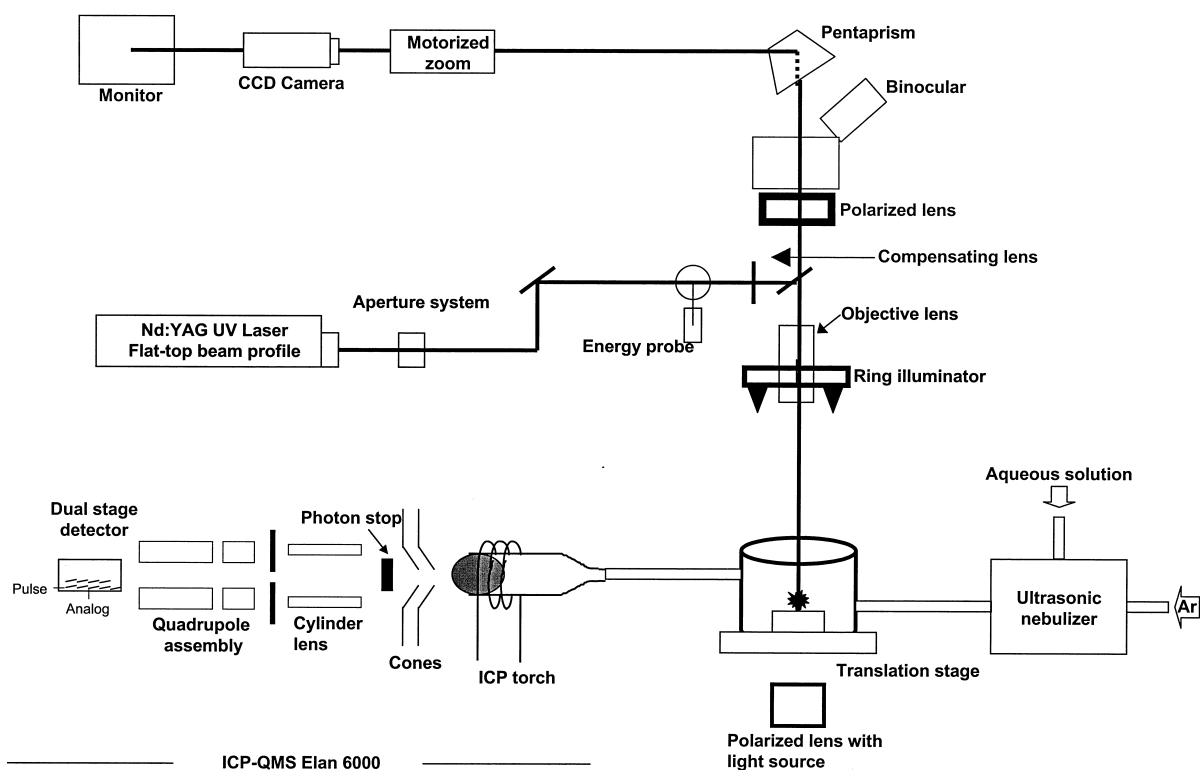 Pentaprism
Motorized
zoom
CCD Camera
Monitor
Binocular
Polarized lens
Compensating lens
Aperture system
Objective lens
Nd:YAG UV Laser
Flat-top beam profile
Energy probe
Ring illuminator
Aqueous solution
Dual stage
detector
Photon stop
Pulse
Analog
Quadrupole
assembly
Cylinder
lens
Cones
ICP torch
Ultrasonic
nebulizer
Ar
Translation stage
Polarized lens with
light source
ICP-QMS Elan 6000